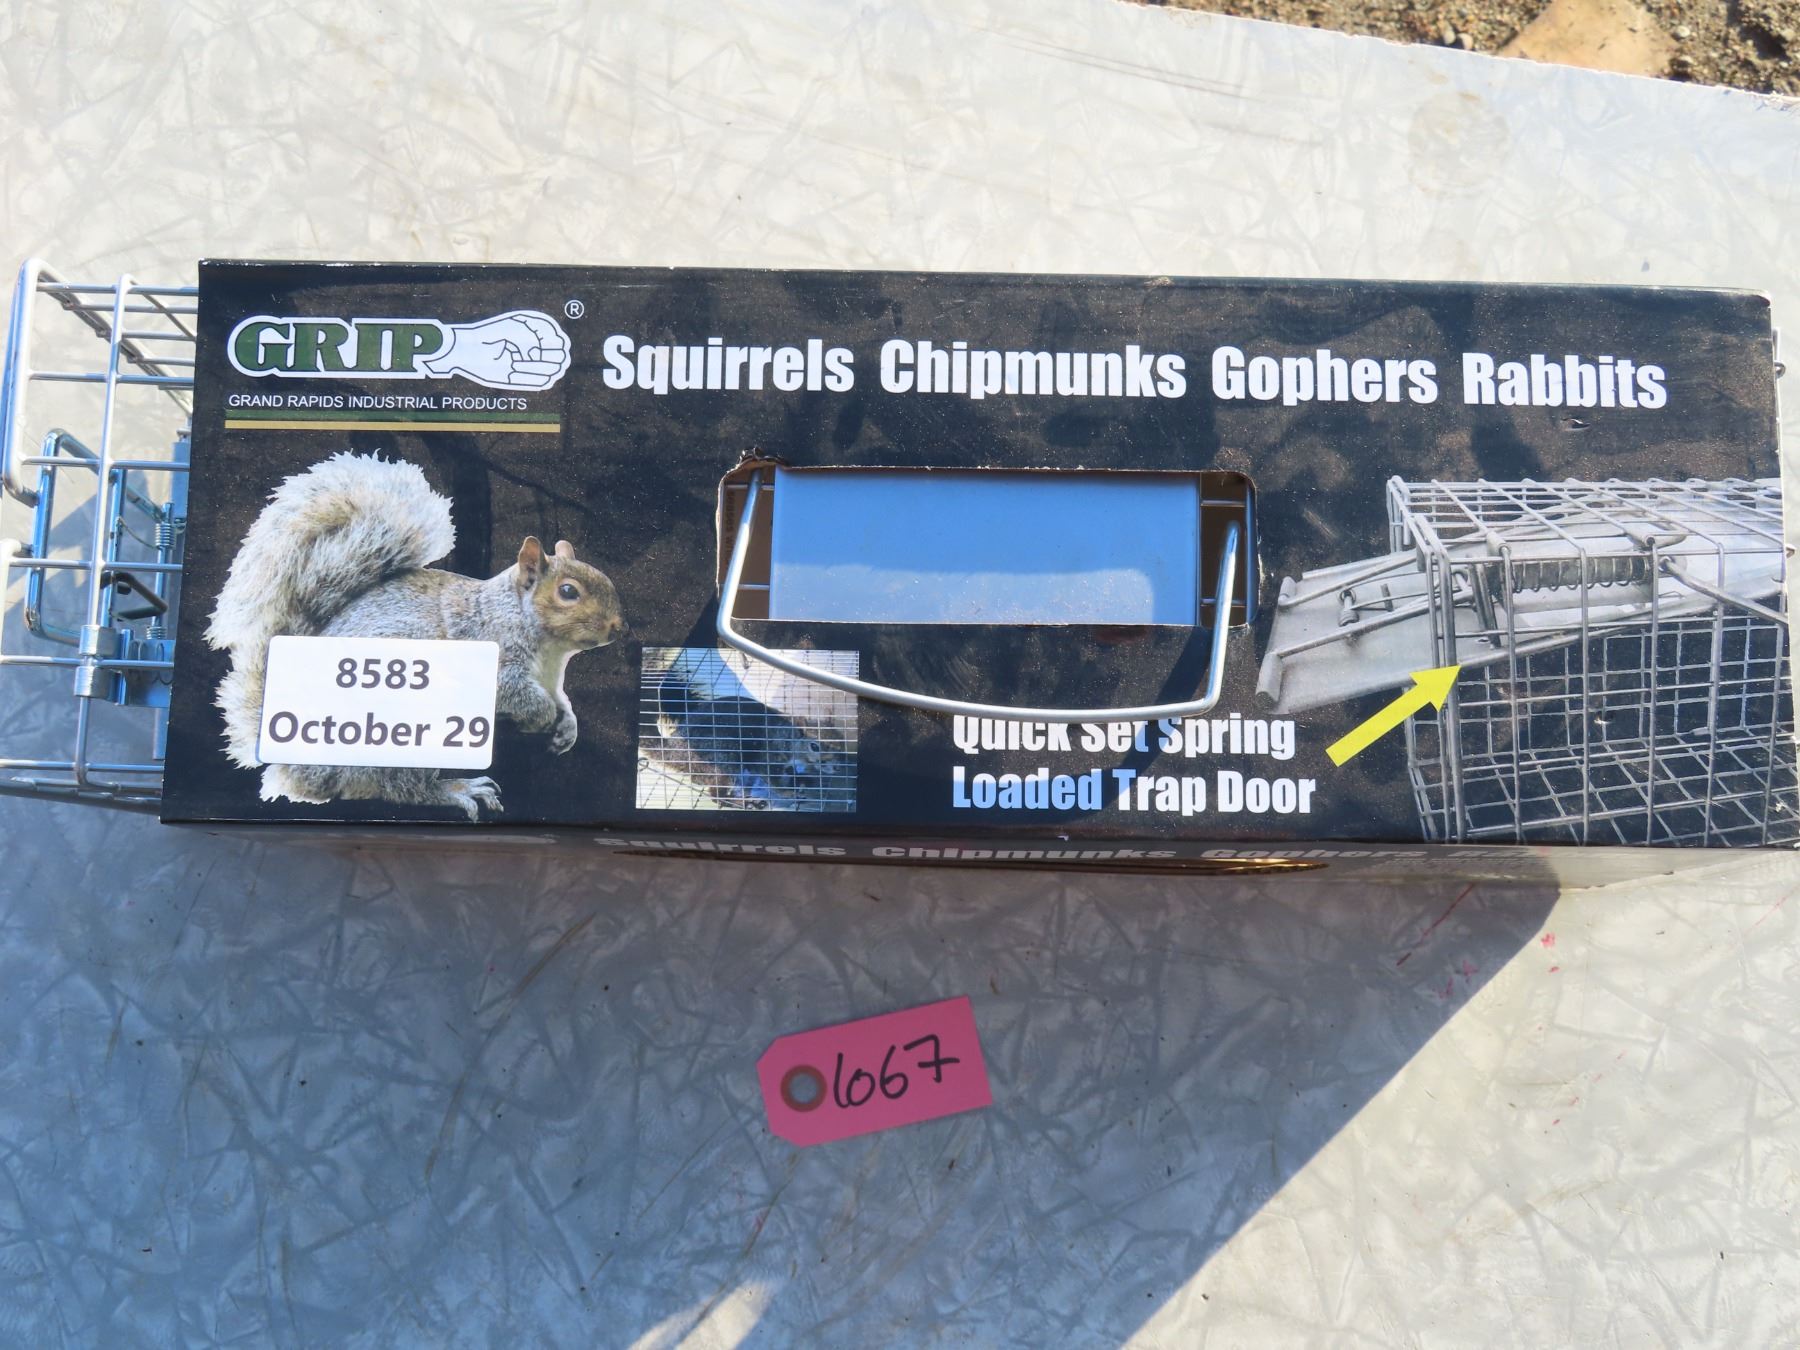 GRIP ®
GRAND RAPIDS INDUSTRIAL PRODUCTS
Squirrels Chipmunks Gophers Rabbits
8583
October 29
Quick Set Spring
Loaded Trap Door
Squirrels Chipmunks Gophers
1067